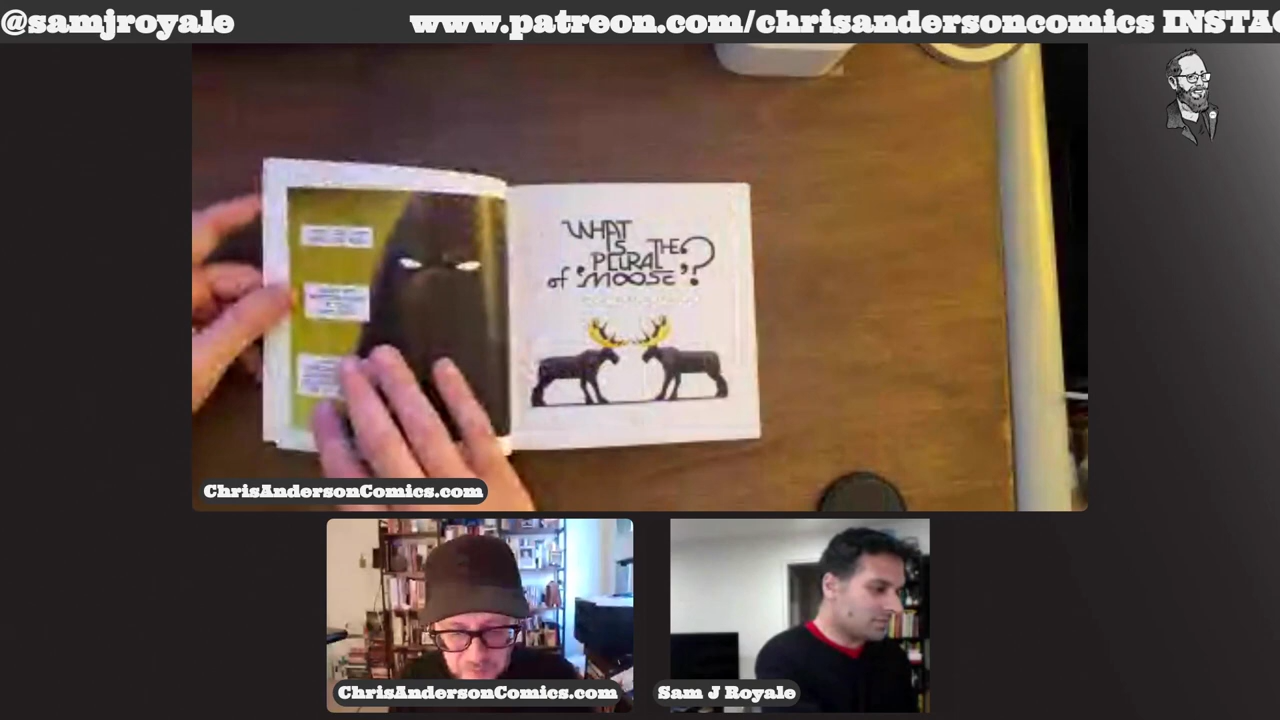 @samjroyale www.patreon.com/chrisandersoncomics INSTAG
WHAT
IS THE
PLURAL
of 'MOOSE'?
ChrisAndersonComics.com
ChrisAndersonComics.com
Sam J Royale